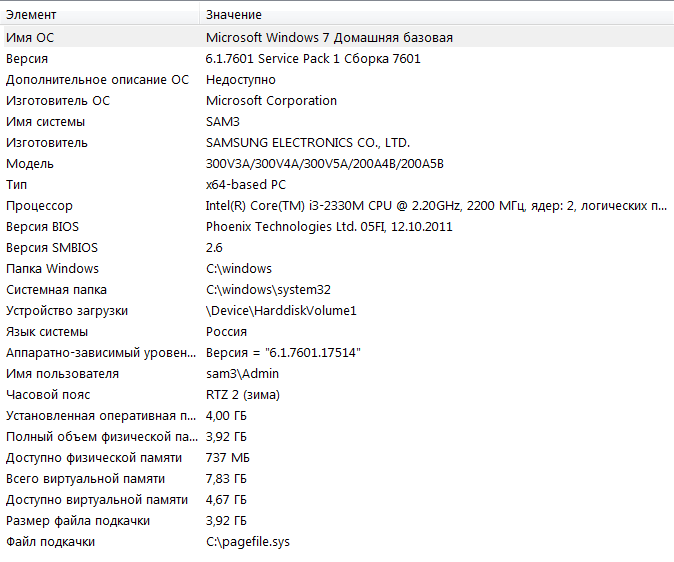 Элемент Значение
Имя ОС Microsoft Windows 7 Домашняя базовая
Версия 6.1.7601 Service Pack 1 Сборка 7601
Дополнительное описание ОС Недоступно
Изготовитель ОС Microsoft Corporation
Имя системы SAM3
Изготовитель SAMSUNG ELECTRONICS CO., LTD.
Модель 300V3A/300V4A/300V5A/200A4B/200A5B
Тип x64-based PC
Процессор Intel(R) Core(TM) i3-2330M CPU @ 2.20GHz, 2200 МГц, ядер: 2, логических п...
Версия BIOS Phoenix Technologies Ltd. 05FI, 12.10.2011
Версия SMBIOS 2.6
Папка Windows C:\windows
Системная папка C:\windows\system32
Устройство загрузки \Device\HarddiskVolume1
Язык системы Россия
Аппаратно-зависимый уровен... Версия = "6.1.7601.17514"
Имя пользователя sam3\Admin
Часовой пояс RTZ 2 (зима)
Установленная оперативная п... 4,00 ГБ
Полный объем физической па... 3,92 ГБ
Доступно физической памяти 737 МБ
Всего виртуальной памяти 7,83 ГБ
Доступно виртуальной памяти 4,67 ГБ
Размер файла подкачки 3,92 ГБ
Файл подкачки C:\pagefile.sys